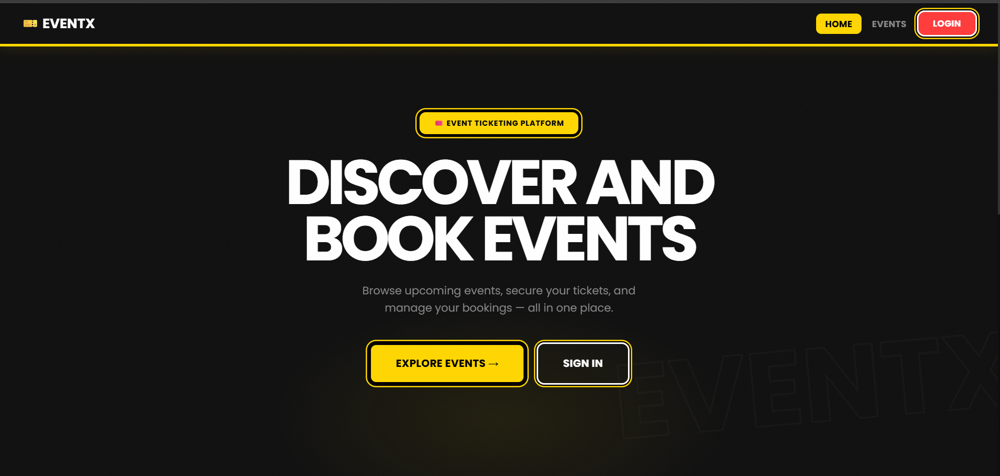 EVENTX
HOME
EVENTS
LOGIN
EVENT TICKETING PLATFORM
DISCOVER AND
BOOK EVENTS
Browse upcoming events, secure your tickets, and
manage your bookings — all in one place.
EXPLORE EVENTS →
SIGN IN
EVENTX